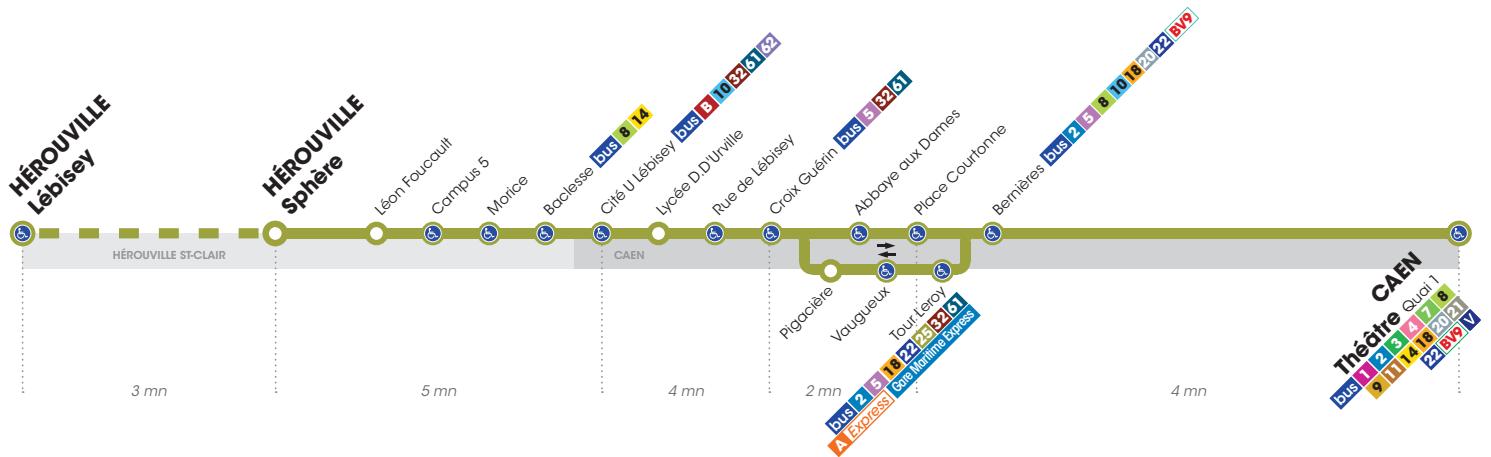 HÉROUVILLE
Lébisey
HÉROUVILLE
Sphère
Léon Foucault
Campus 5
Morice
Baclesse bus 8 14
Cité U Lébisey bus B 10 32 61 62
Lycée D.D'Urville
Rue de Lébisey
Croix Guérin bus 5 32 61
Abbaye aux Dames
Place Courtonne
Bernières bus 2 5 8 10 18 20 22 BV9
HÉROUVILLE ST-CLAIR
CAEN
Pigacière
Vaugueux
Tour Leroy
bus 2 5 18 22 25 32 61
A Express Gare Maritime Express
CAEN
Théâtre Quai 1
bus 1 2 3 4 7 8
9 11 14 18 20 21
22 BV9 V
3 mn
5 mn
4 mn
2 mn
4 mn